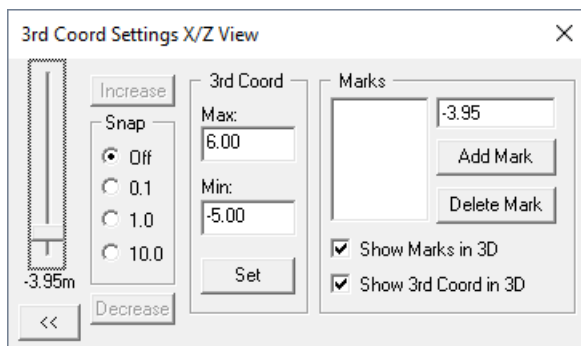 3rd Coord Settings X/Z View
-3.95m
<<
Increase
Snap
Off
0.1
1.0
10.0
Decrease
3rd Coord
Max:
6.00
Min:
-5.00
Set
Marks
-3.95
Add Mark
Delete Mark
Show Marks in 3D
Show 3rd Coord in 3D